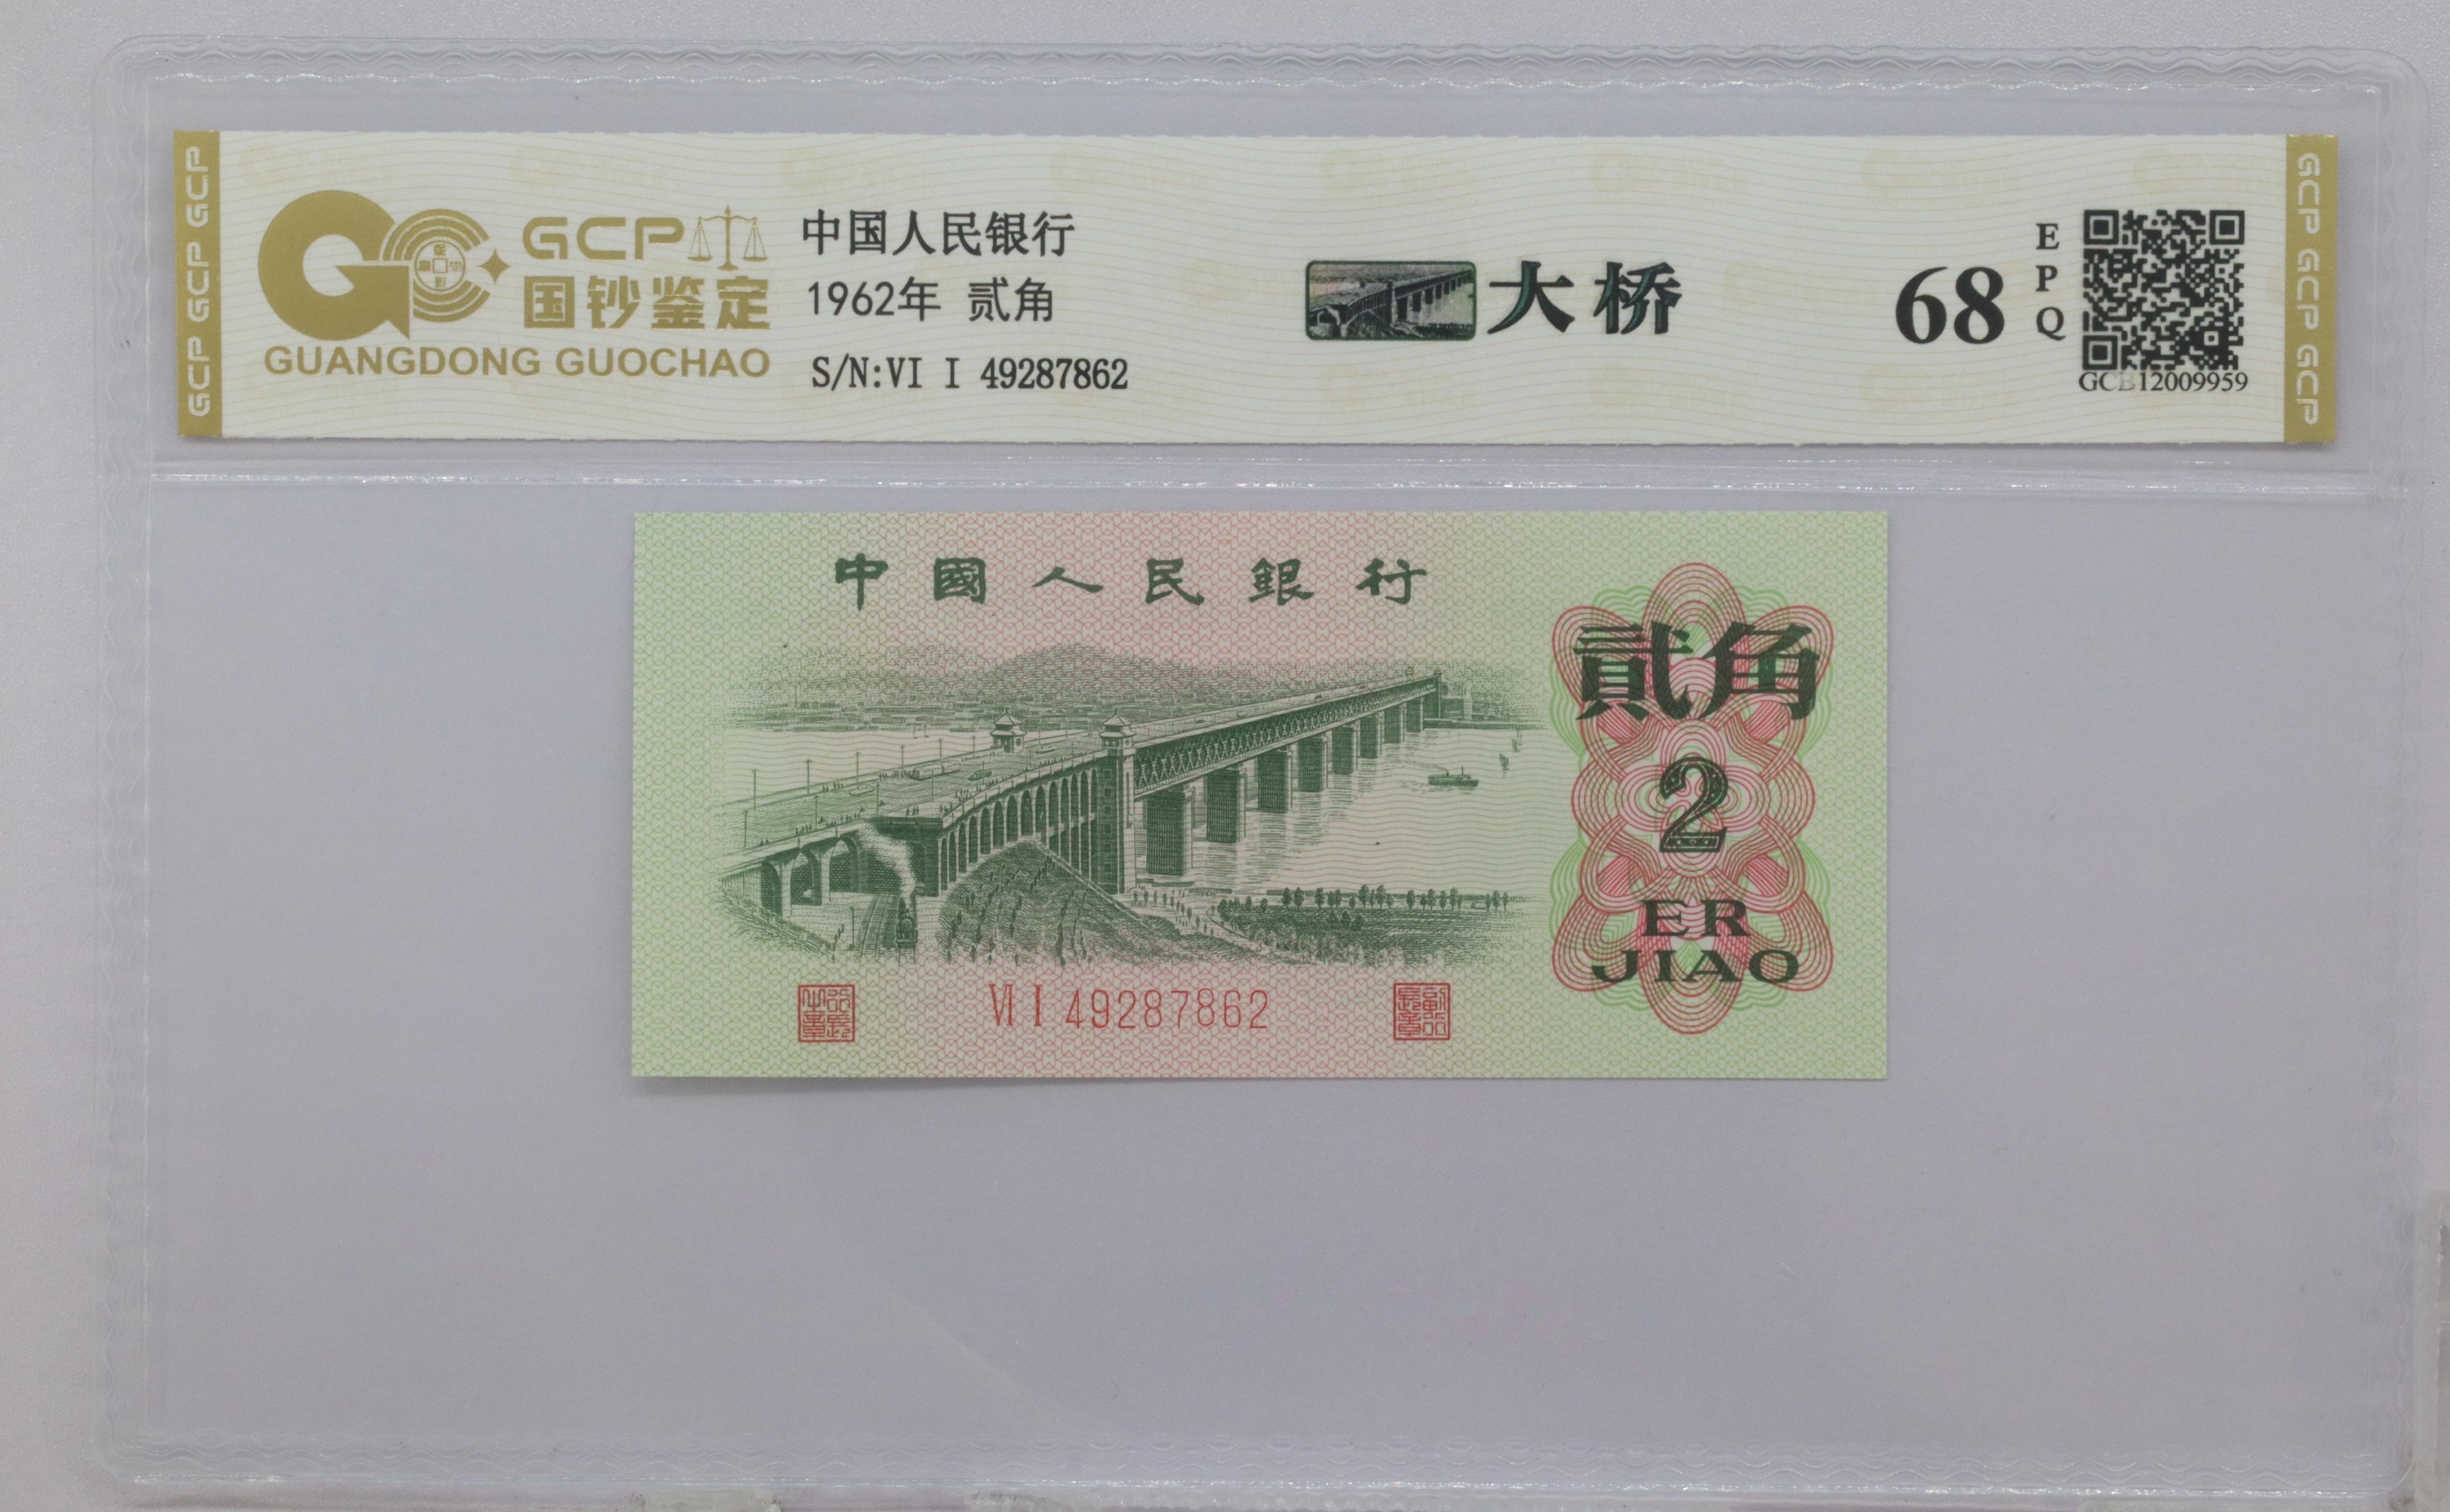 GCP GCP GCP
GCP
国钞鉴定
GUANGDONG GUOCHAO
中国人民银行
1962年 贰角
S/N:VI I 49287862
大桥
68
E
P
Q
12009959
GCP GCP GCP
中國人民銀行
貳角
2
ER
JIAO
VI I 49287862